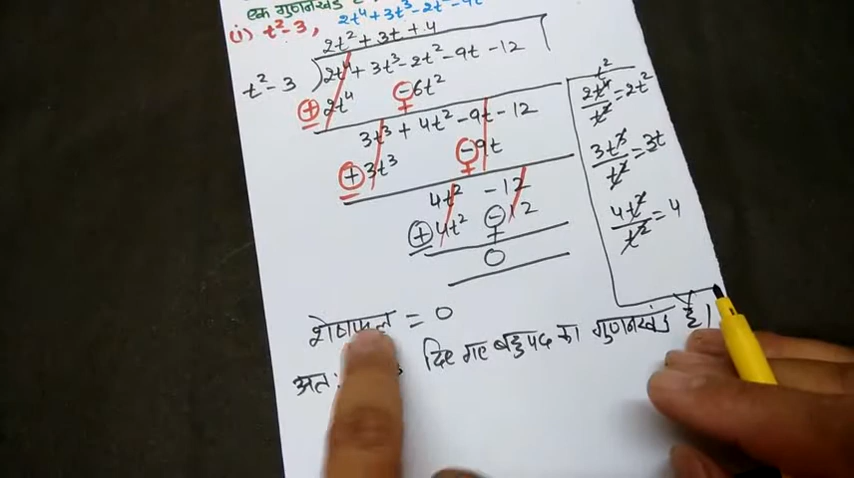 एक गुणनखंड
(i) t²-3, 2t⁴+3t³-2t²-9t
2t²+3t+4
t²-3 ) 2t⁴+3t³-2t²-9t-12
2t⁴ -6t²
3t³+4t²-9t-12
3t³ -9t
4t² -12
4t² -12
0
2t⁴/t²=2t²
3t³/t²=3t
4t²/t²=4
शेषफल = 0
अतः दिए गए बहुपद का गुणनखंड है।